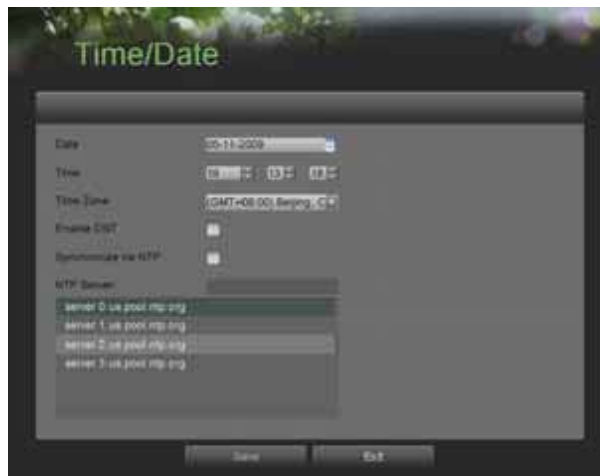 Time/Date
Date 05-11-2009
Time
Time Zone (GMT+08:00) Beijing, C
Enable DST
Synchronize via NTP
NTP Server
server 0.us.pool.ntp.org
server 1.us.pool.ntp.org
server 2.us.pool.ntp.org
server 3.us.pool.ntp.org
Save Exit